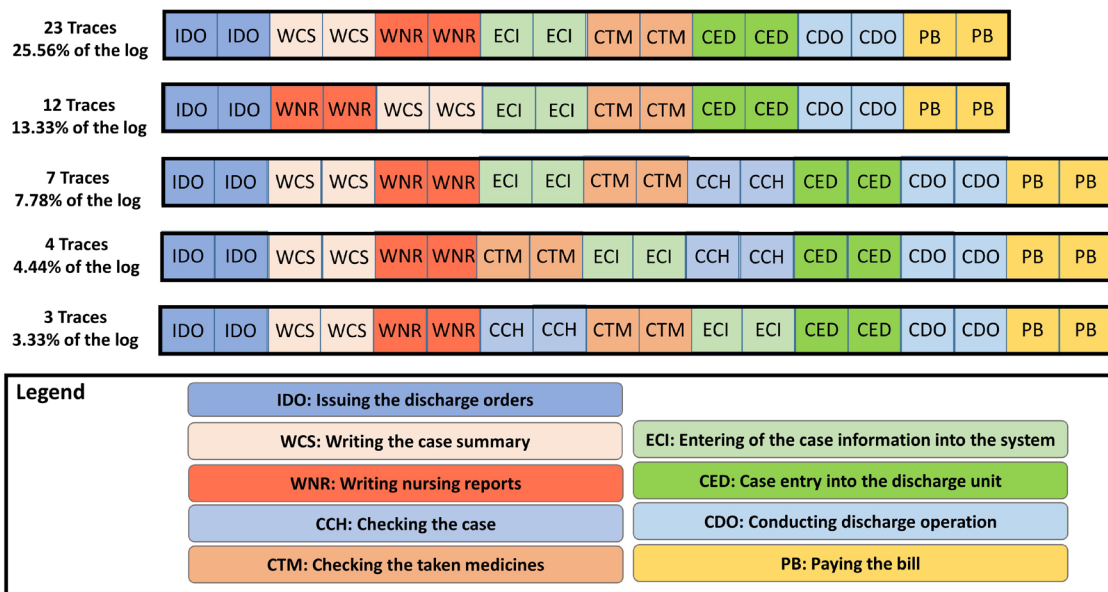 23 Traces
25.56% of the log
IDO IDO WCS WCS WNR WNR ECI ECI CTM CTM CED CED CDO CDO PB PB
12 Traces
13.33% of the log
IDO IDO WNR WNR WCS WCS ECI ECI CTM CTM CED CED CDO CDO PB PB
7 Traces
7.78% of the log
IDO IDO WCS WCS WNR WNR ECI ECI CTM CTM CCH CCH CED CED CDO CDO PB PB
4 Traces
4.44% of the log
IDO IDO WCS WCS WNR WNR CTM CTM ECI ECI CCH CCH CED CED CDO CDO PB PB
3 Traces
3.33% of the log
IDO IDO WCS WCS WNR WNR CCH CCH CTM CTM ECI ECI CED CED CDO CDO PB PB
Legend
IDO: Issuing the discharge orders
WCS: Writing the case summary
WNR: Writing nursing reports
CCH: Checking the case
CTM: Checking the taken medicines
ECI: Entering of the case information into the system
CED: Case entry into the discharge unit
CDO: Conducting discharge operation
PB: Paying the bill